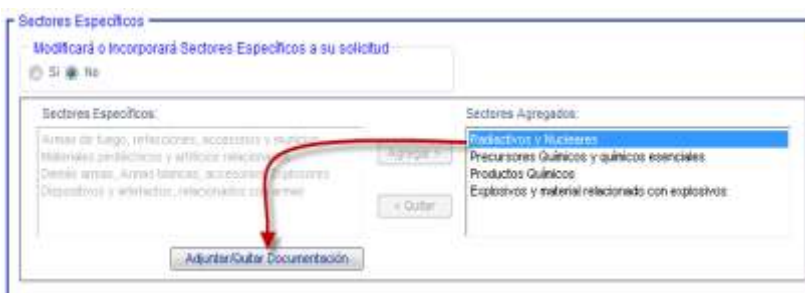 Sectores Específicos
Modificará o Incorporará Sectores Específicos a su solicitud
Si No
Sectores Específicos:
Armas de fuego, refacciones, accesorios y
Materiales pirotécnicos y artificios
Demás armas, Armas blancas, accesorios
Dispositivos y artefactos, relacionados con armas
Agregar >
< Quitar
Sectores Agregados:
Radiactivos y Nucleares
Precursores Químicos y químicos esenciales
Productos Químicos
Explosivos y material relacionado con explosivos
Adjuntar/Quitar Documentación